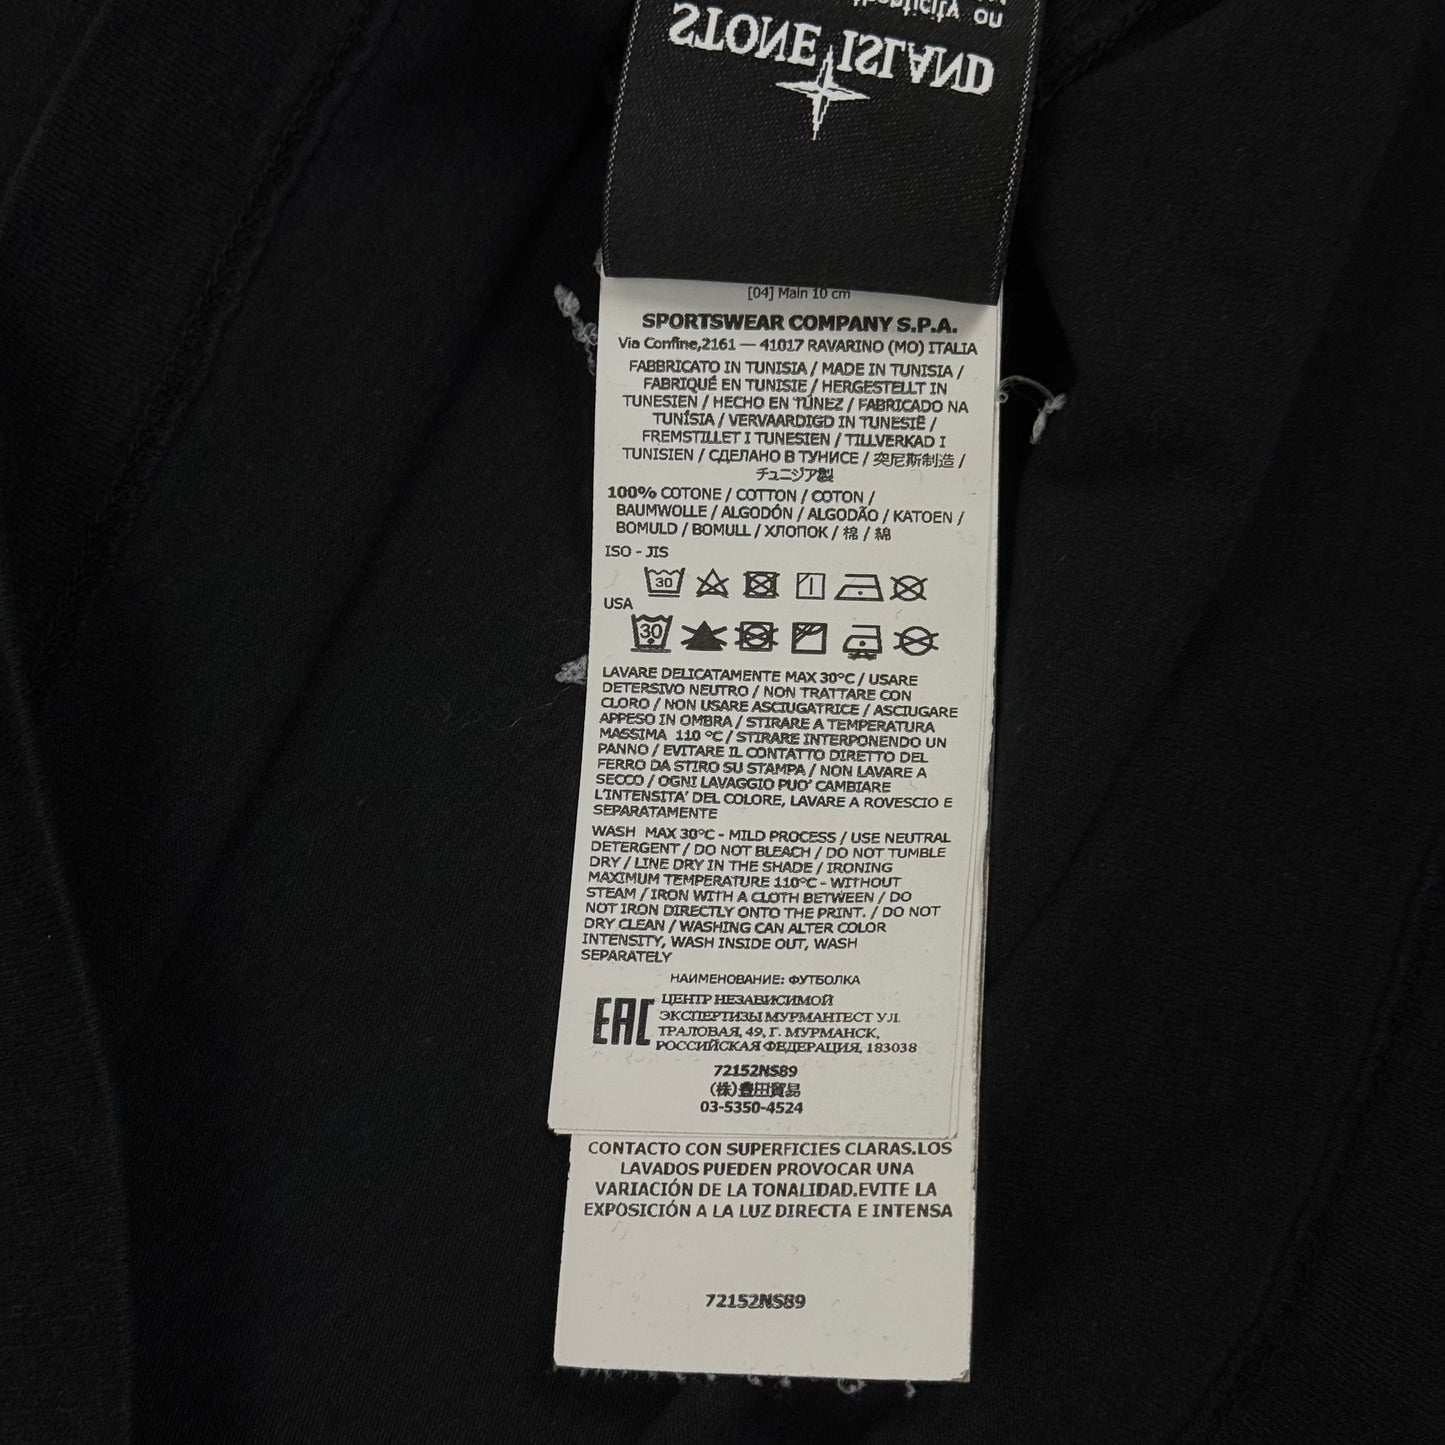 thenticity on
STONE ISLAND
[04] Main 10 cm
SPORTSWEAR COMPANY S.P.A.
Via Confine,2161 — 41017 RAVARINO (MO) ITALIA
FABBRICATO IN TUNISIA / MADE IN TUNISIA /
FABRIQUÉ EN TUNISIE / HERGESTELLT IN
TUNESIEN / HECHO EN TÚNEZ / FABRICADO NA
TUNÍSIA / VERVAARDIGD IN TUNESIË /
FREMSTILLET I TUNESIEN / TILLVERKAD I
TUNISIEN / СДЕЛАНО В ТУНИСЕ / 突尼斯制造 /
チュニジア製
100% COTONE / COTTON / COTON /
BAUMWOLLE / ALGODÓN / ALGODÃO / KATOEN /
BOMULD / BOMULL / ХЛОПОК / 棉 / 綿
ISO - JIS
30
USA
30
LAVARE DELICATAMENTE MAX 30°C / USARE
DETERSIVO NEUTRO / NON TRATTARE CON
CLORO / NON USARE ASCIUGATRICE / ASCIUGARE
APPESO IN OMBRA / STIRARE A TEMPERATURA
MASSIMA 110 °C / STIRARE INTERPONENDO UN
PANNO / EVITARE IL CONTATTO DIRETTO DEL
FERRO DA STIRO SU STAMPA / NON LAVARE A
SECCO / OGNI LAVAGGIO PUO' CAMBIARE
L'INTENSITA' DEL COLORE, LAVARE A ROVESCIO E
SEPARATAMENTE
WASH MAX 30°C - MILD PROCESS / USE NEUTRAL
DETERGENT / DO NOT BLEACH / DO NOT TUMBLE
DRY / LINE DRY IN THE SHADE / IRONING
MAXIMUM TEMPERATURE 110°C - WITHOUT
STEAM / IRON WITH A CLOTH BETWEEN / DO
NOT IRON DIRECTLY ONTO THE PRINT. / DO NOT
DRY CLEAN / WASHING CAN ALTER COLOR
INTENSITY, WASH INSIDE OUT, WASH
SEPARATELY
НАИМЕНОВАНИЕ: ФУТБОЛКА
EAC
ЦЕНТР НЕЗАВИСИМОЙ
ЭКСПЕРТИЗЫ МУРМАНТЕСТ УЛ.
ТРАЛОВАЯ, 49, Г. МУРМАНСК,
РОССИЙСКАЯ ФЕДЕРАЦИЯ, 183038
72152NS89
(株)豊田貿易
03-5350-4524
CONTACTO CON SUPERFICIES CLARAS.LOS
LAVADOS PUEDEN PROVOCAR UNA
VARIACIÓN DE LA TONALIDAD.EVITE LA
EXPOSICIÓN A LA LUZ DIRECTA E INTENSA
72152NS89